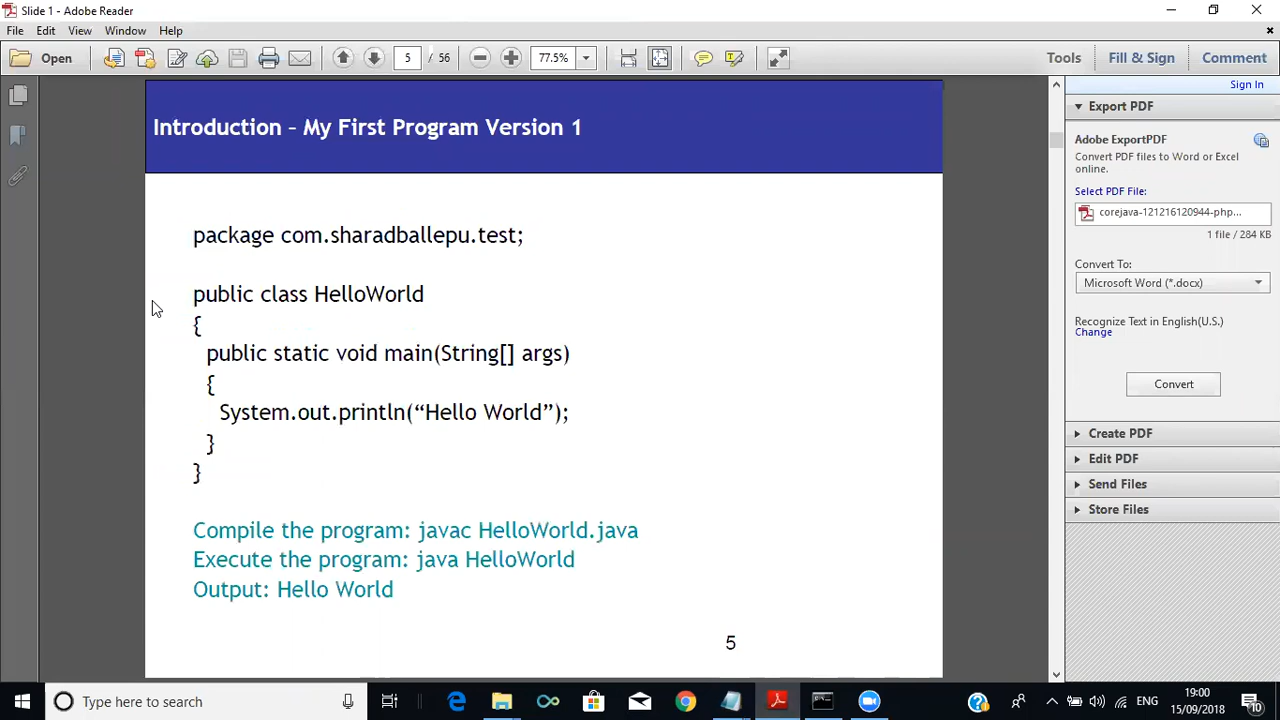 Slide 1 - Adobe Reader
File Edit View Window Help
Open 5 / 56 77.5% Tools Fill & Sign Comment
Sign In
Introduction – My First Program Version 1
package com.sharadballepu.test;
public class HelloWorld
{
public static void main(String[] args)
{
System.out.println(“Hello World”);
}
}
Compile the program: javac HelloWorld.java
Execute the program: java HelloWorld
Output: Hello World
5
Export PDF
Adobe ExportPDF
Convert PDF files to Word or Excel
online.
Select PDF File:
corejava-121216120944-php...
1 file / 284 KB
Convert To:
Microsoft Word (*.docx)
Recognize Text in English(U.S.)
Change
Convert
Create PDF
Edit PDF
Send Files
Store Files
Type here to search
ENG
19:00
15/09/2018
10